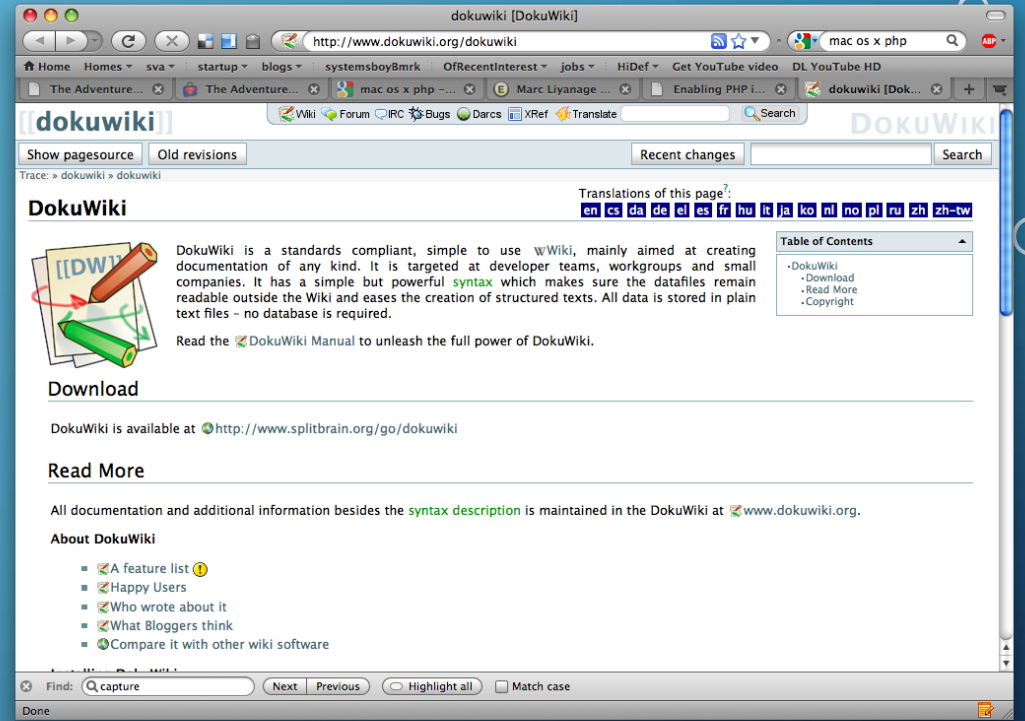 dokuwiki [DokuWiki]
http://www.dokuwiki.org/dokuwiki
mac os x php
ABP
Home Homes sva startup blogs systemsboyBmrk OfRecentInterest jobs HiDef Get YouTube video DL YouTube HD
The Adventure... The Adventure... mac os x php -... Marc Liyanage ... Enabling PHP i... dokuwiki [Dok...
[[dokuwiki]]
Wiki Forum IRC Bugs Darcs XRef Translate Search
DOKUWIKI
Show pagesource Old revisions Recent changes Search
Trace: » dokuwiki » dokuwiki
Translations of this page?:
en cs da de el es fr hu it ja ko nl no pl ru zh zh-tw
DokuWiki
[[DW]]
DokuWiki is a standards compliant, simple to use Wiki, mainly aimed at creating
documentation of any kind. It is targeted at developer teams, workgroups and small
companies. It has a simple but powerful syntax which makes sure the datafiles remain
readable outside the Wiki and eases the creation of structured texts. All data is stored in plain
text files – no database is required.
Read the DokuWiki Manual to unleash the full power of DokuWiki.
Table of Contents
DokuWiki
Download
Read More
Copyright
Download
DokuWiki is available at http://www.splitbrain.org/go/dokuwiki
Read More
All documentation and additional information besides the syntax description is maintained in the DokuWiki at www.dokuwiki.org.
About DokuWiki
A feature list
Happy Users
Who wrote about it
What Bloggers think
Compare it with other wiki software
Find: capture Next Previous Highlight all Match case
Done